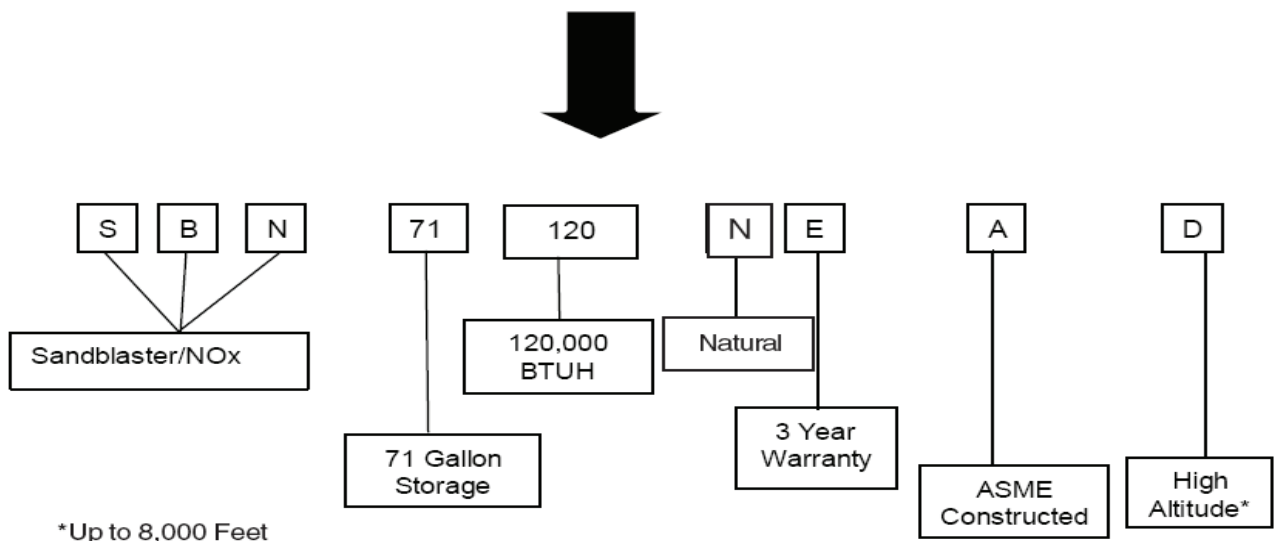 S B N 71 120 N E A D
Sandblaster/NOx
120,000
BTUH
Natural
3 Year
Warranty
71 Gallon
Storage
ASME
Constructed
High
Altitude*
*Up to 8,000 Feet